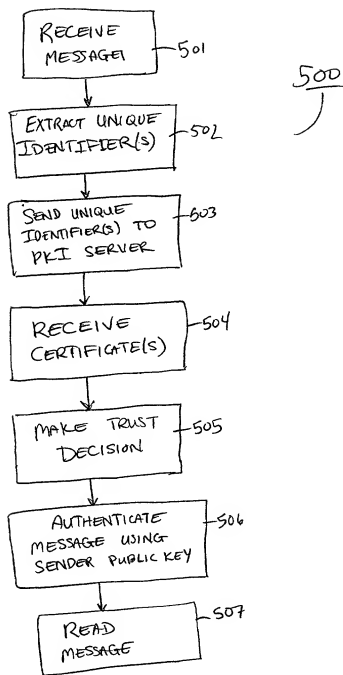 RECEIVE
MESSAGE
501
500
EXTRACT UNIQUE
IDENTIFIER(S)
502
SEND UNIQUE
IDENTIFIER(S) TO
PKI SERVER
503
RECEIVE
CERTIFICATE(S)
504
MAKE TRUST
DECISION
505
AUTHENTICATE
MESSAGE USING
SENDER PUBLIC KEY
506
READ
MESSAGE
507